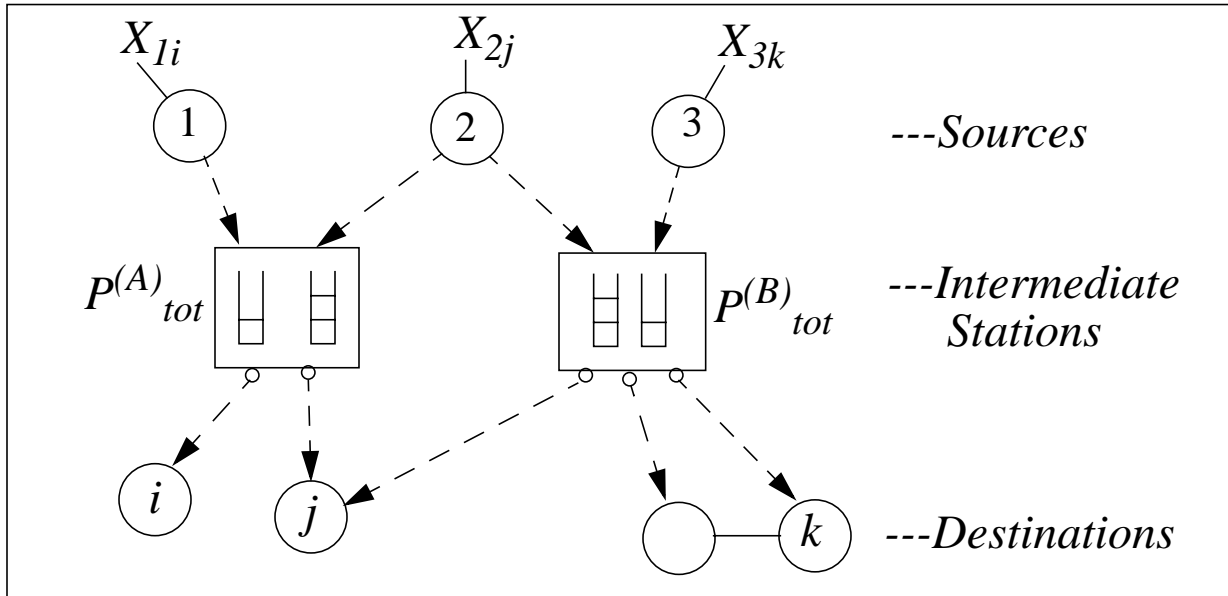 X1i
X2j
X3k
1
2
3
---Sources
P(A)tot
P(B)tot
---Intermediate
Stations
i
j
k
---Destinations